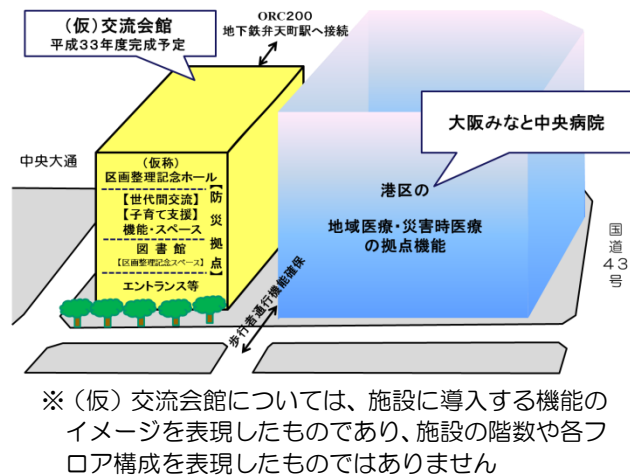 (仮)交流会館
平成33年度完成予定
ORC200
地下鉄弁天町駅へ接続
大阪みなと中央病院
中央大通
(仮称)
区画整理記念ホール
【世代間交流】
【子育て支援】
機能・スペース
図書館
【区画整理記念スペース】
エントランス等
【防災拠点】
港区の
地域医療・災害時医療
の拠点機能
国道43号
歩行者通行機能確保
※(仮)交流会館については、施設に導入する機能の
イメージを表現したものであり、施設の階数や各フ
ロア構成を表現したものではありません